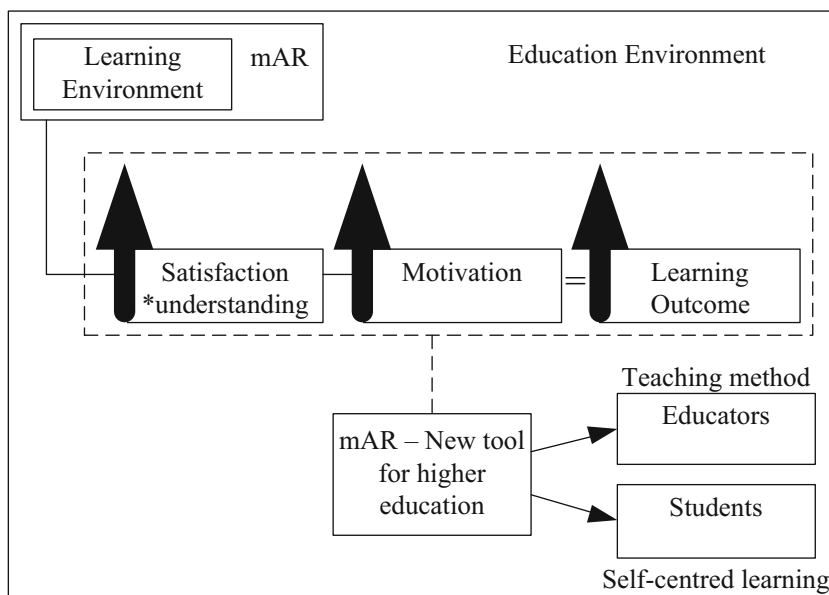 Learning
Environment
mAR
Education Environment
Satisfaction
*understanding
Motivation
=
Learning
Outcome
mAR – New tool
for higher
education
Teaching method
Educators
Students
Self-centred learning